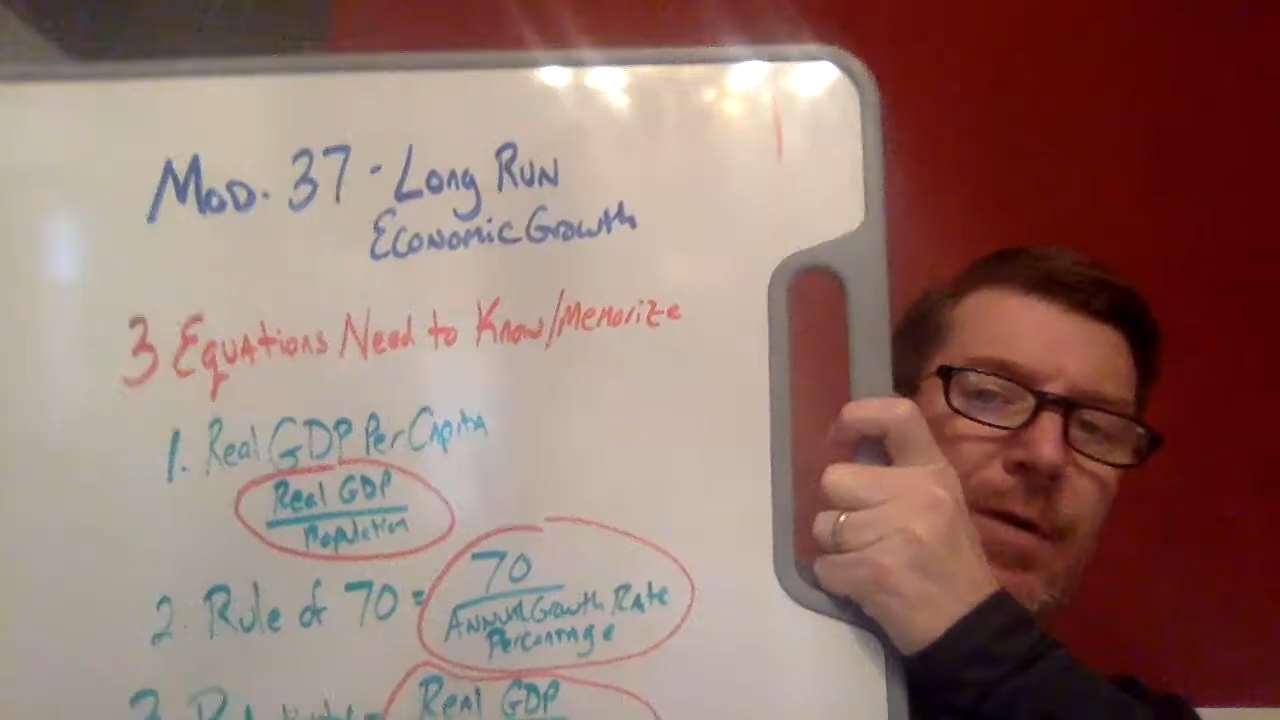 Mod. 37 - Long Run
Economic Growth
3 Equations Need to Know/Memorize
1. Real GDP Per Capita
Real GDP
Population
2. Rule of 70 =
70
Annual Growth Rate
Percentage
3.
Real GDP